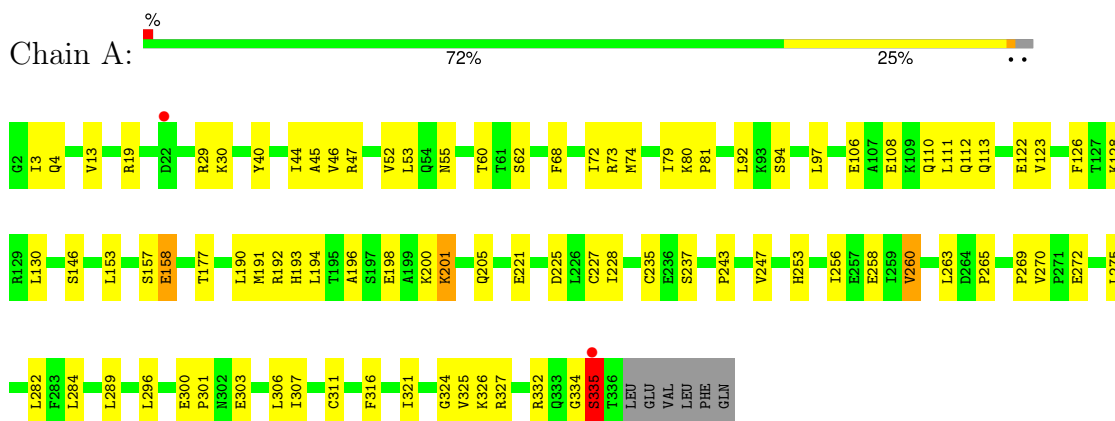 %
Chain A:
72% 25% • •
G2 I3 Q4 V13 R19 D22 R29 K30 Y40 I44 A45 V46 R47 V52 L53 Q54 N55 T60 T61 S62 F68 I72 R73 M74 I79 K80 P81 L92 K93 S94 L97 E106 A107 E108 K109 Q110 L111 Q112 Q113 E122 V123 F126 T127 K128
R129 L130 S146 L153 S157 E158 T177 L190 M191 R192 H193 L194 T195 A196 S197 E198 A199 K200 K201 Q205 E221 D225 L226 C227 I228 C235 E236 S237 P243 V247 H253 I256 E257 E258 I259 V260 L263 D264 P265 P269 V270 P271 E272
L282 F283 L284 L289 L296 E300 P301 N302 E303 L306 I307 C311 F316 I321 G324 V325 K326 R327 R332 Q333 G334 S335 T336 LEU GLU VAL LEU PHE GLN